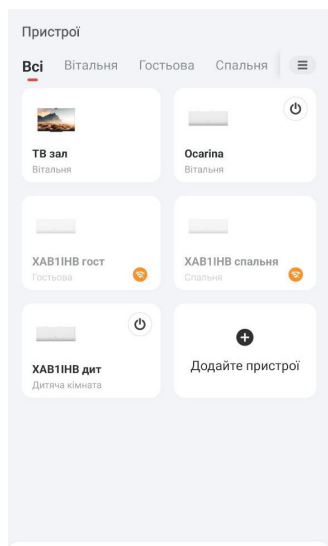 Пристрої
Всі Вітальня Гостьова Спальня
ТВ зал
Вітальня
Ocarina
Вітальня
XAB1IHB гост
Гостьова
XAB1IHB спальня
Спальня
XAB1IHB дит
Дитяча кімната
Додайте пристрої